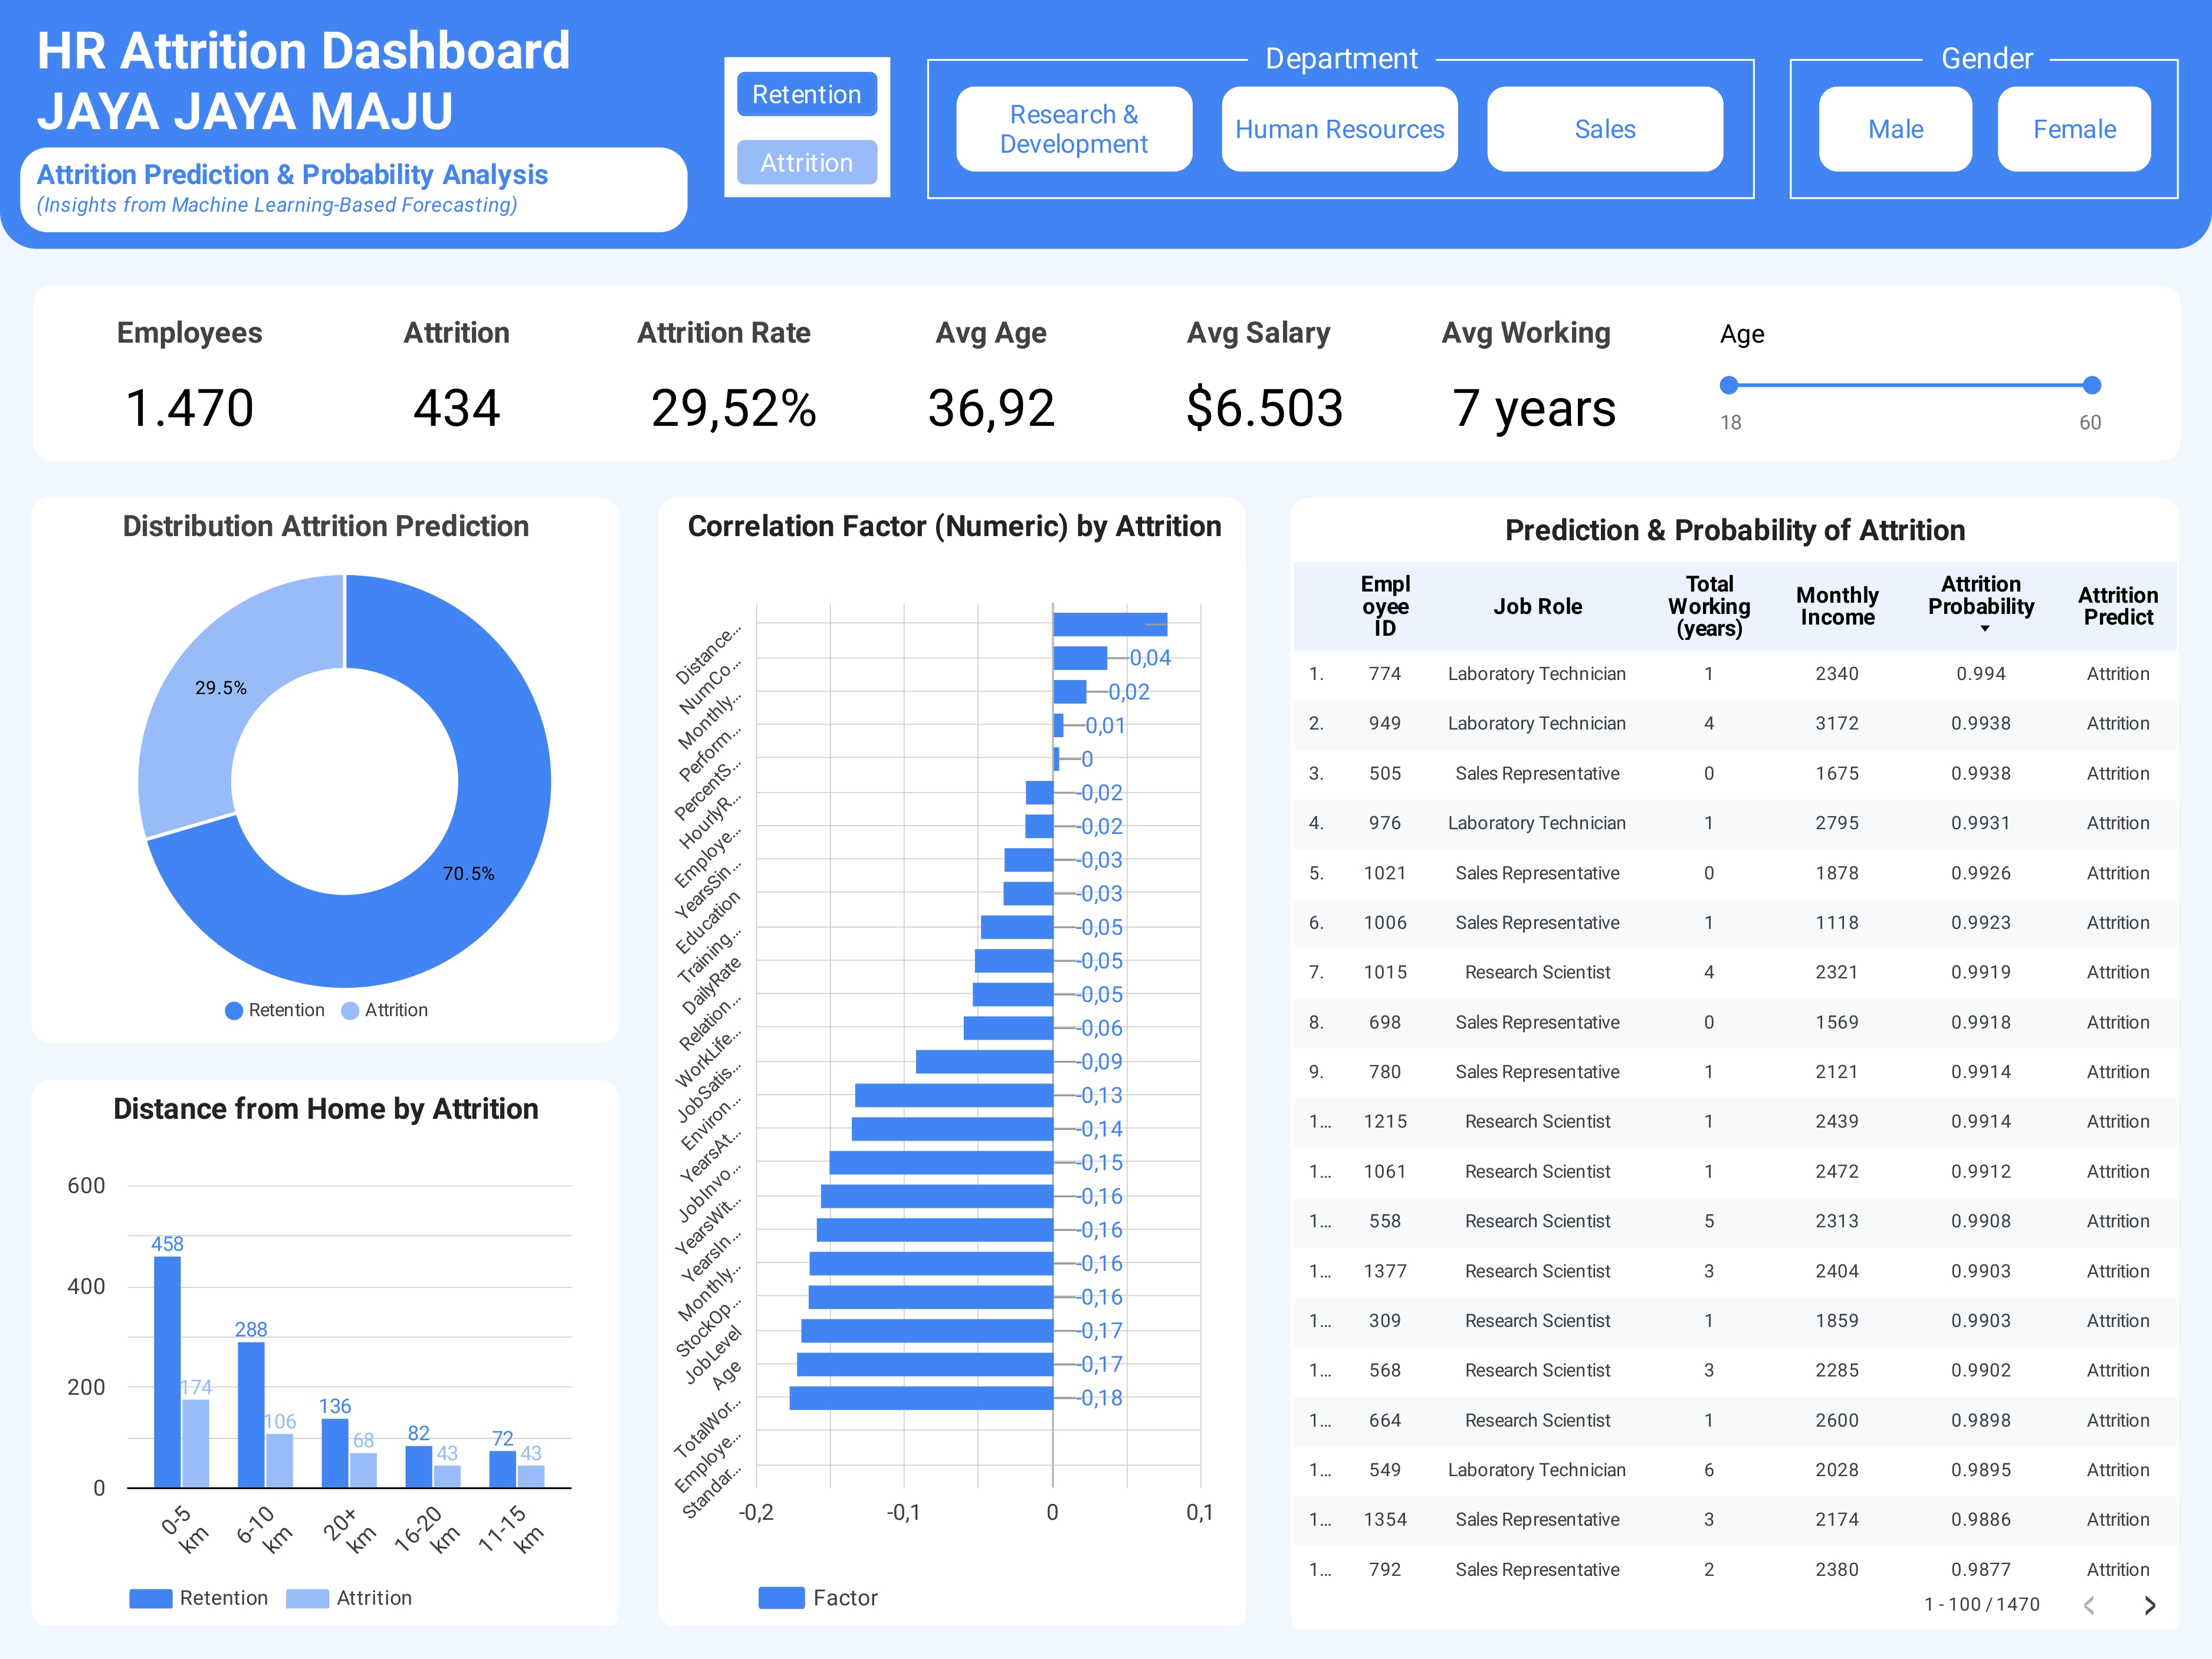 HR Attrition Dashboard
JAYA JAYA MAJU
Attrition Prediction & Probability Analysis
(Insights from Machine Learning-Based Forecasting)
Retention
Attrition
Department
Research & Development
Human Resources
Sales
Gender
Male
Female
Employees
1.470
Attrition
434
Attrition Rate
29,52%
Avg Age
36,92
Avg Salary
$6.503
Avg Working
7 years
Age
18
60
Distribution Attrition Prediction
29.5%
70.5%
Retention
Attrition
Distance from Home by Attrition
600
400
200
0
458
174
288
106
136
68
82
43
72
43
0-5 km
6-10 km
20+ km
16-20 km
11-15 km
Retention
Attrition
Correlation Factor (Numeric) by Attrition
Distance...
NumCo...
0,04
Monthly...
0,02
Perform...
0,01
PercentS...
0
HourlyR...
-0,02
Employe...
-0,02
YearsSin...
-0,03
Education
-0,03
Training...
-0,05
DailyRate
-0,05
Relation...
-0,05
WorkLife...
-0,06
JobSatis...
-0,09
Environ...
-0,13
YearsAt...
-0,14
JobInvo...
-0,15
YearsWit...
-0,16
YearsIn...
-0,16
Monthly...
-0,16
StockOp...
-0,16
JobLevel
-0,17
Age
-0,17
TotalWor...
-0,18
Employe...
Standar...
-0,2
-0,1
0
0,1
Factor
Prediction & Probability of Attrition
Empl oyee ID Job Role Total Working (years) Monthly Income Attrition Probability Attrition Predict
1. 774 Laboratory Technician 1 2340 0.994 Attrition
2. 949 Laboratory Technician 4 3172 0.9938 Attrition
3. 505 Sales Representative 0 1675 0.9938 Attrition
4. 976 Laboratory Technician 1 2795 0.9931 Attrition
5. 1021 Sales Representative 0 1878 0.9926 Attrition
6. 1006 Sales Representative 1 1118 0.9923 Attrition
7. 1015 Research Scientist 4 2321 0.9919 Attrition
8. 698 Sales Representative 0 1569 0.9918 Attrition
9. 780 Sales Representative 1 2121 0.9914 Attrition
1... 1215 Research Scientist 1 2439 0.9914 Attrition
1... 1061 Research Scientist 1 2472 0.9912 Attrition
1... 558 Research Scientist 5 2313 0.9908 Attrition
1... 1377 Research Scientist 3 2404 0.9903 Attrition
1... 309 Research Scientist 1 1859 0.9903 Attrition
1... 568 Research Scientist 3 2285 0.9902 Attrition
1... 664 Research Scientist 1 2600 0.9898 Attrition
1... 549 Laboratory Technician 6 2028 0.9895 Attrition
1... 1354 Sales Representative 3 2174 0.9886 Attrition
1... 792 Sales Representative 2 2380 0.9877 Attrition
1 - 100 / 1470